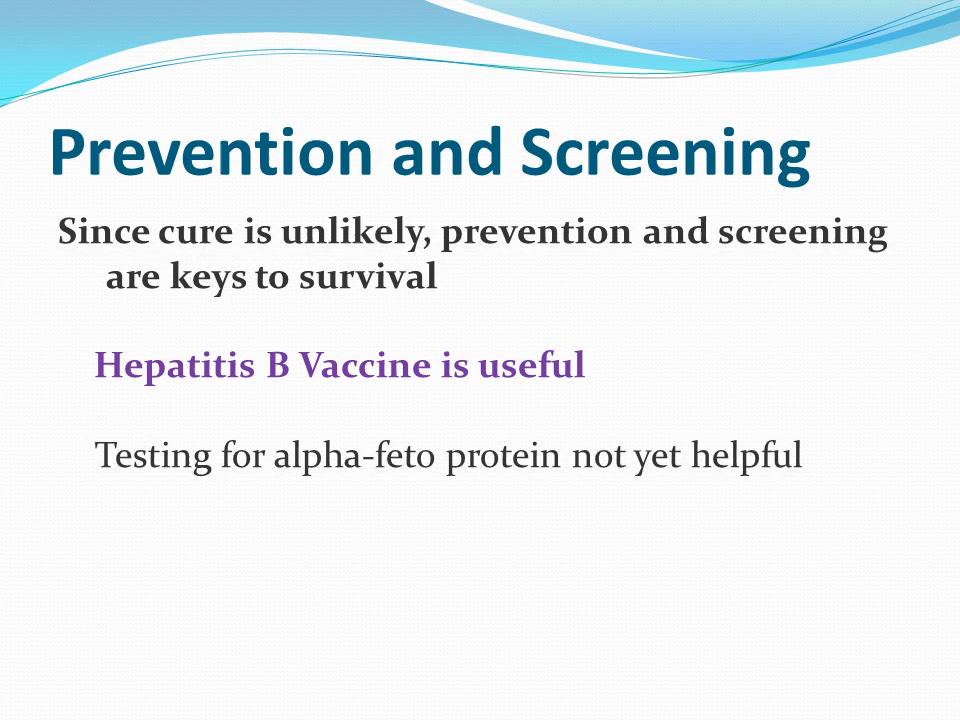 Prevention and Screening
Since cure is unlikely, prevention and screening
are keys to survival
Hepatitis B Vaccine is useful
Testing for alpha-feto protein not yet helpful